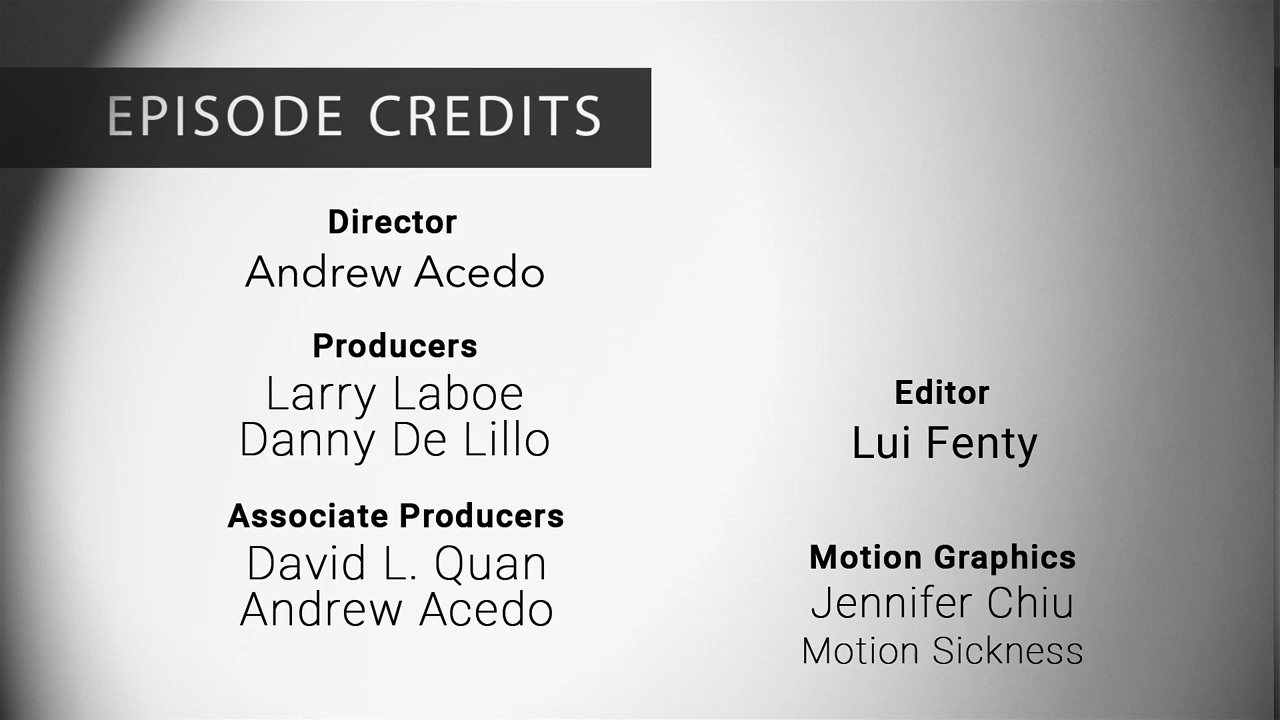 EPISODE CREDITS
Director
Andrew Acedo
Producers
Larry Laboe
Danny De Lillo
Associate Producers
David L. Quan
Andrew Acedo
Editor
Lui Fenty
Motion Graphics
Jennifer Chiu
Motion Sickness